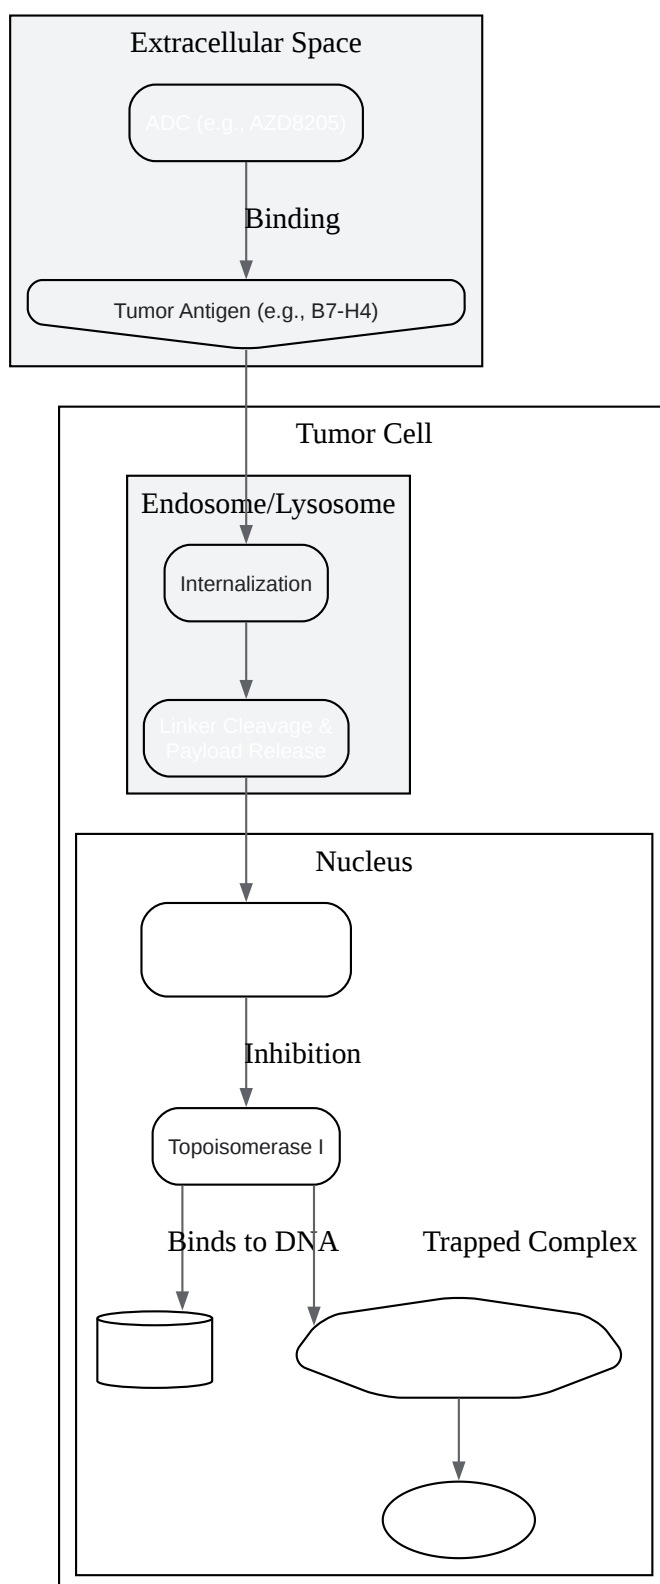 Extracellular Space
ADC (e.g., AZD8205)
Binding
Tumor Antigen (e.g., B7-H4)
Tumor Cell
Endosome/Lysosome
Internalization
Linker Cleavage &
Payload Release
Nucleus
Inhibition
Topoisomerase I
Binds to DNA
Trapped Complex